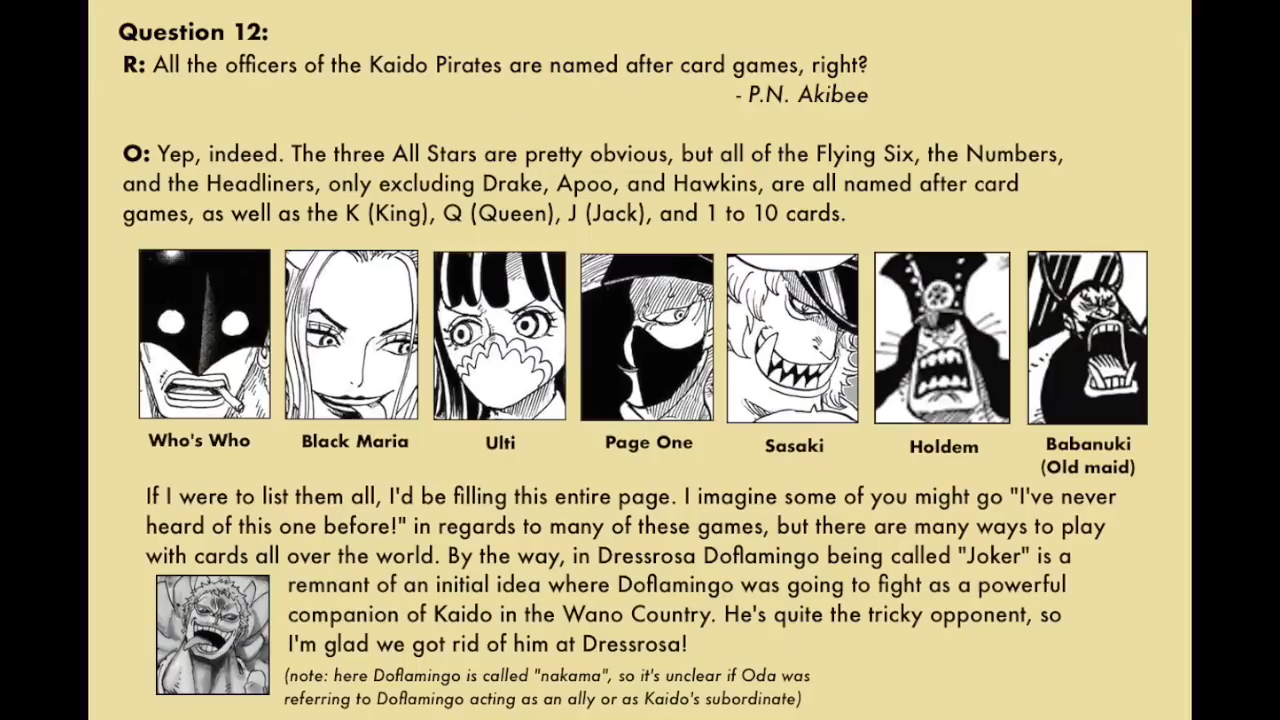 Question 12:
R: All the officers of the Kaido Pirates are named after card games, right?
- P.N. Akibee
O: Yep, indeed. The three All Stars are pretty obvious, but all of the Flying Six, the Numbers,
and the Headliners, only excluding Drake, Apoo, and Hawkins, are all named after card
games, as well as the K (King), Q (Queen), J (Jack), and 1 to 10 cards.
Who's Who
Black Maria
Ulti
Page One
Sasaki
Holdem
Babanuki
(Old maid)
If I were to list them all, I'd be filling this entire page. I imagine some of you might go "I've never
heard of this one before!" in regards to many of these games, but there are many ways to play
with cards all over the world. By the way, in Dressrosa Doflamingo being called "Joker" is a
remnant of an initial idea where Doflamingo was going to fight as a powerful
companion of Kaido in the Wano Country. He's quite the tricky opponent, so
I'm glad we got rid of him at Dressrosa!
(note: here Doflamingo is called "nakama", so it's unclear if Oda was
referring to Doflamingo acting as an ally or as Kaido's subordinate)